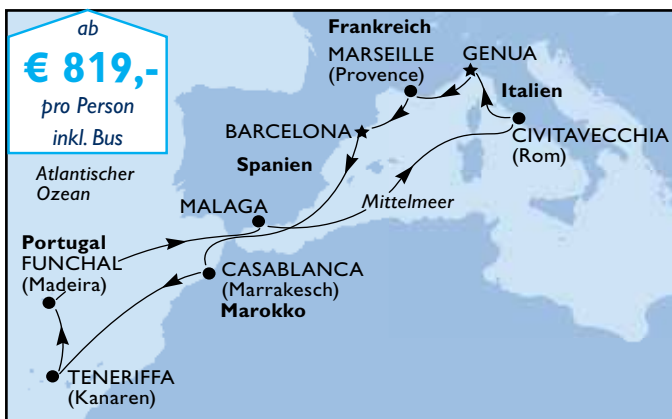 ab
€ 819,-
pro Person
inkl. Bus
Frankreich
MARSEILLE
(Provence)
GENUA
Italien
CIVITAVECCHIA
(Rom)
BARCELONA
Spanien
Atlantischer
Ozean
Mittelmeer
MALAGA
Portugal
FUNCHAL
(Madeira)
CASABLANCA
(Marrakesch)
Marokko
TENERIFFA
(Kanaren)